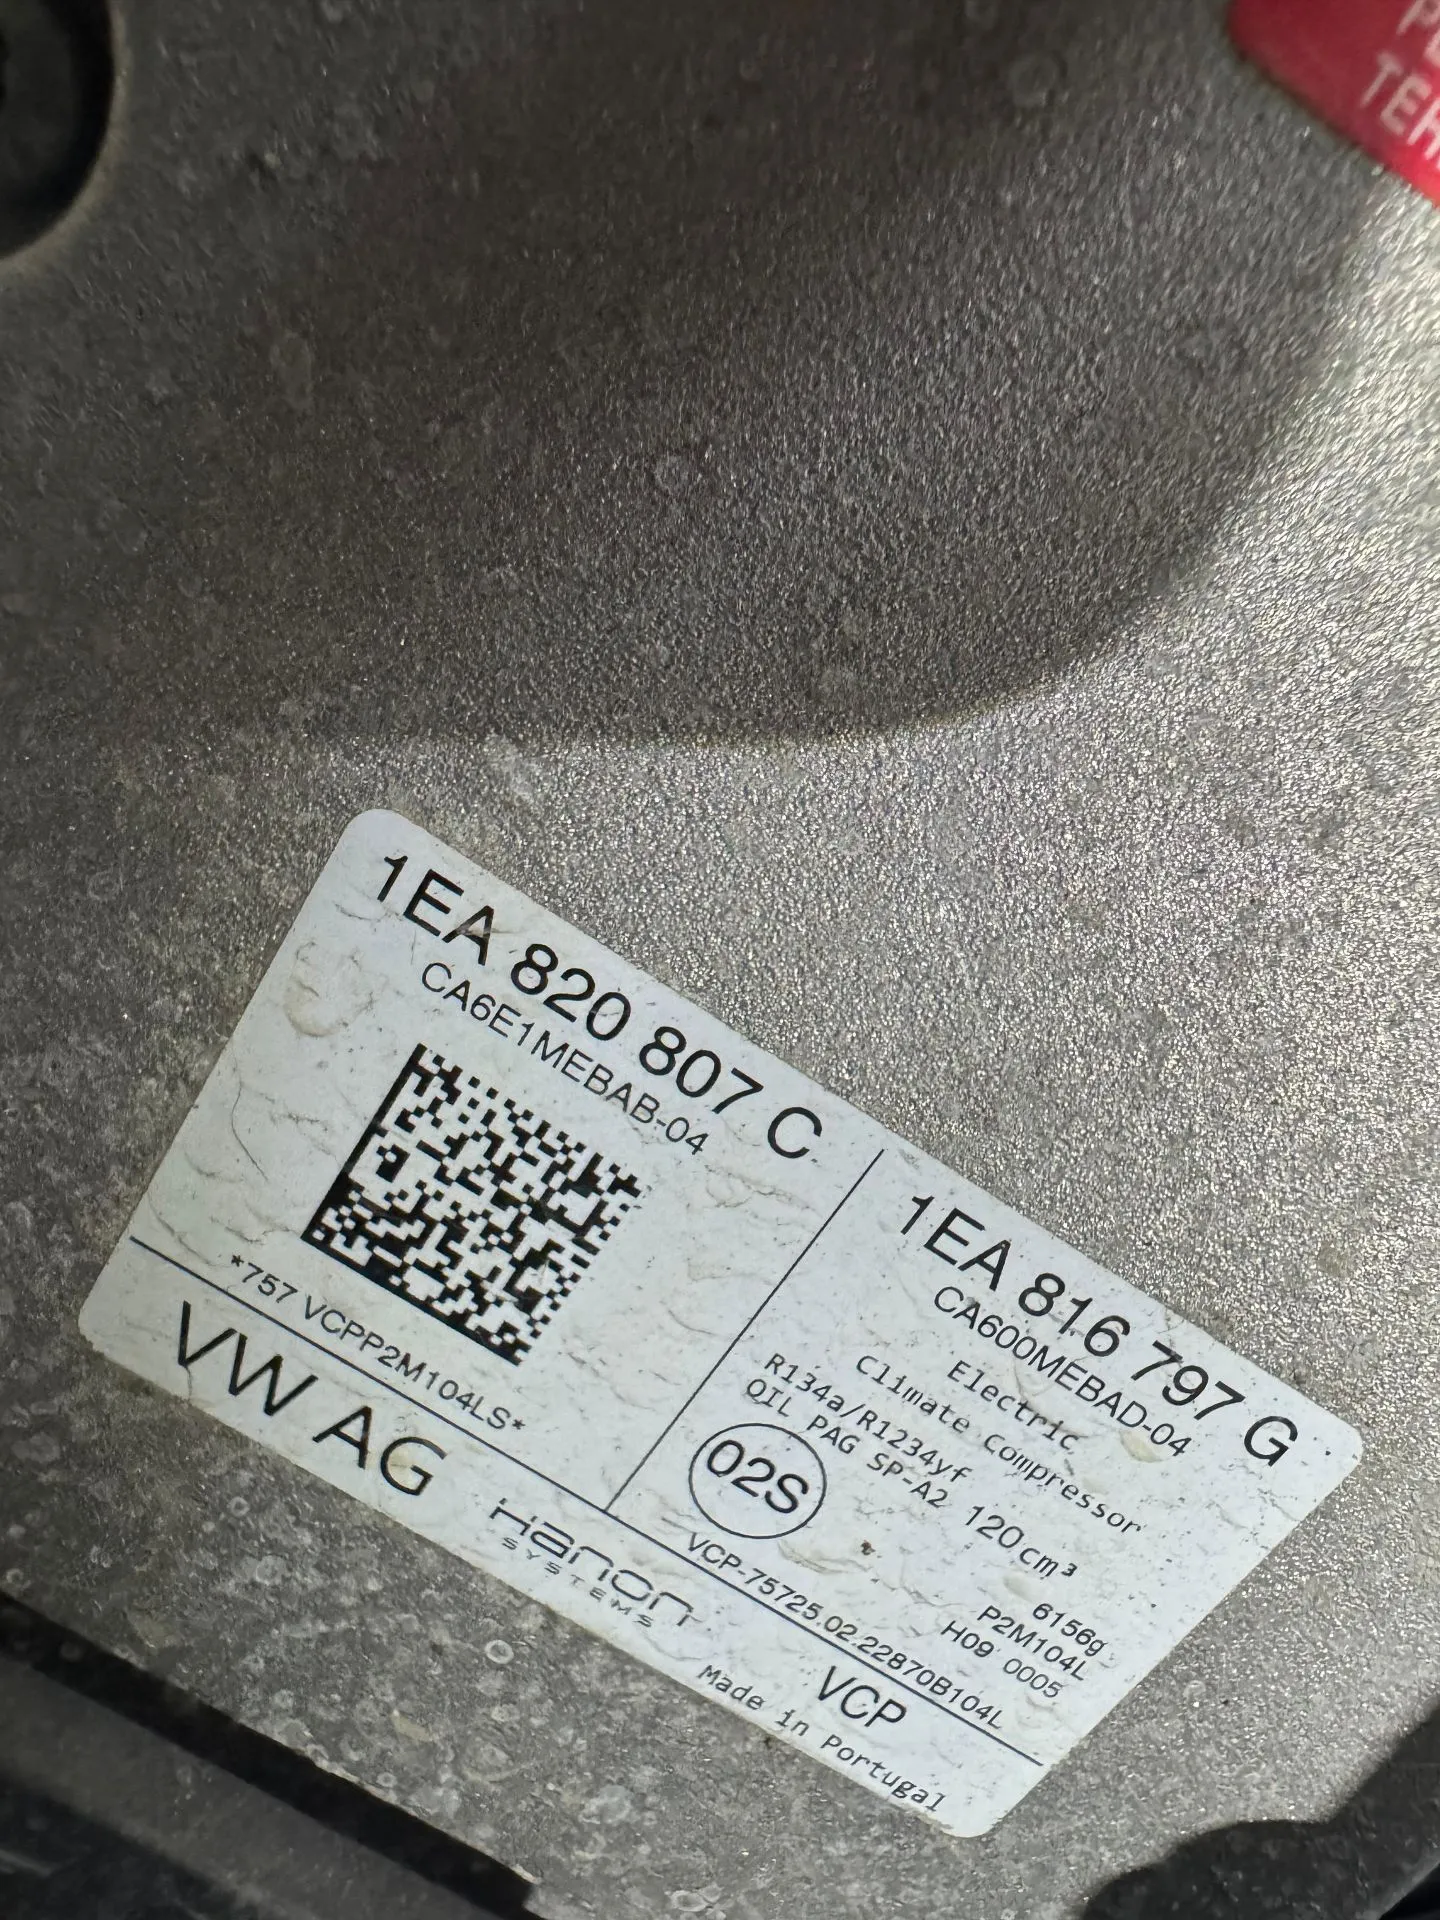 TER
1EA 820 807 C
CA6E1MEBAB-04
*757 VCPP2M104LS*
VW AG
Hanon
SYSTEMS
1EA 816 797 G
CA600MEBAD-04
Electric
Climate Compressor
R134a/R1234yf
OIL PAG SP-A2 120cm³
02S
6156g
P2M104L
H09 0005
VCP-75725.02.22870B104L
VCP
Made in Portugal